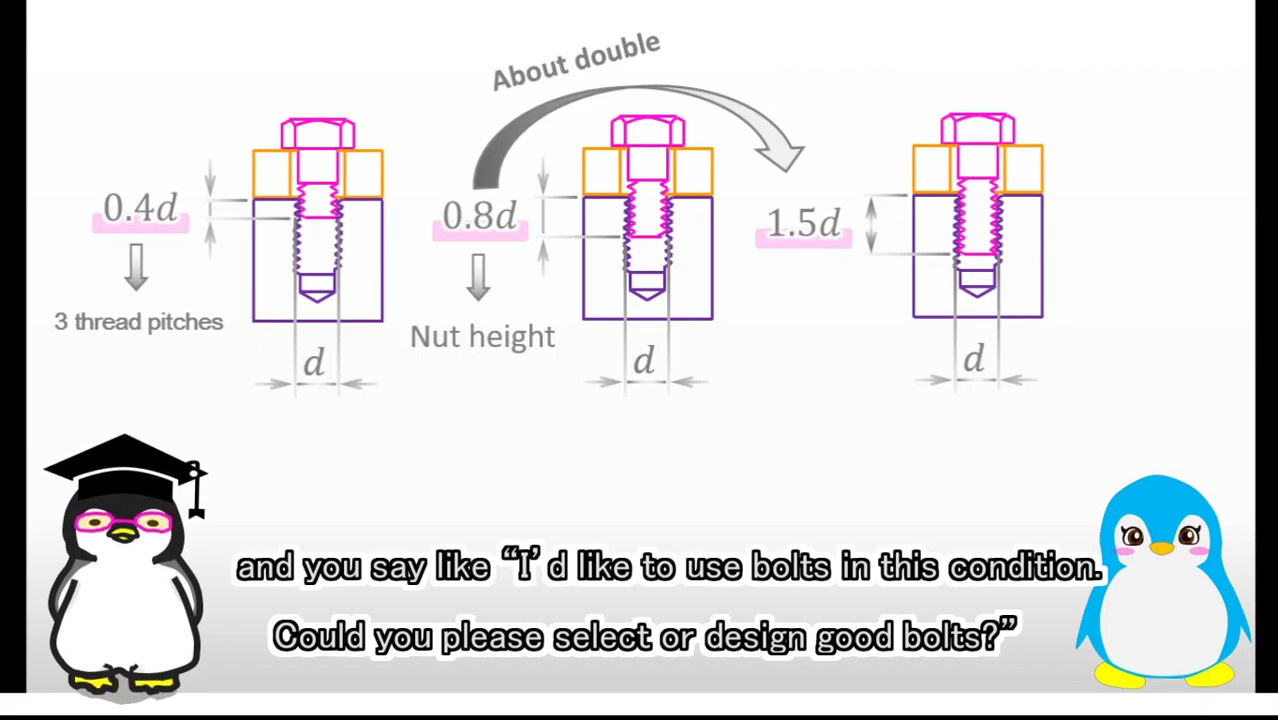 About double
0.4d
0.8d
1.5d
3 thread pitches
Nut height
d
d
d
and you say like “I’d like to use bolts in this condition.
Could you please select or design good bolts?”